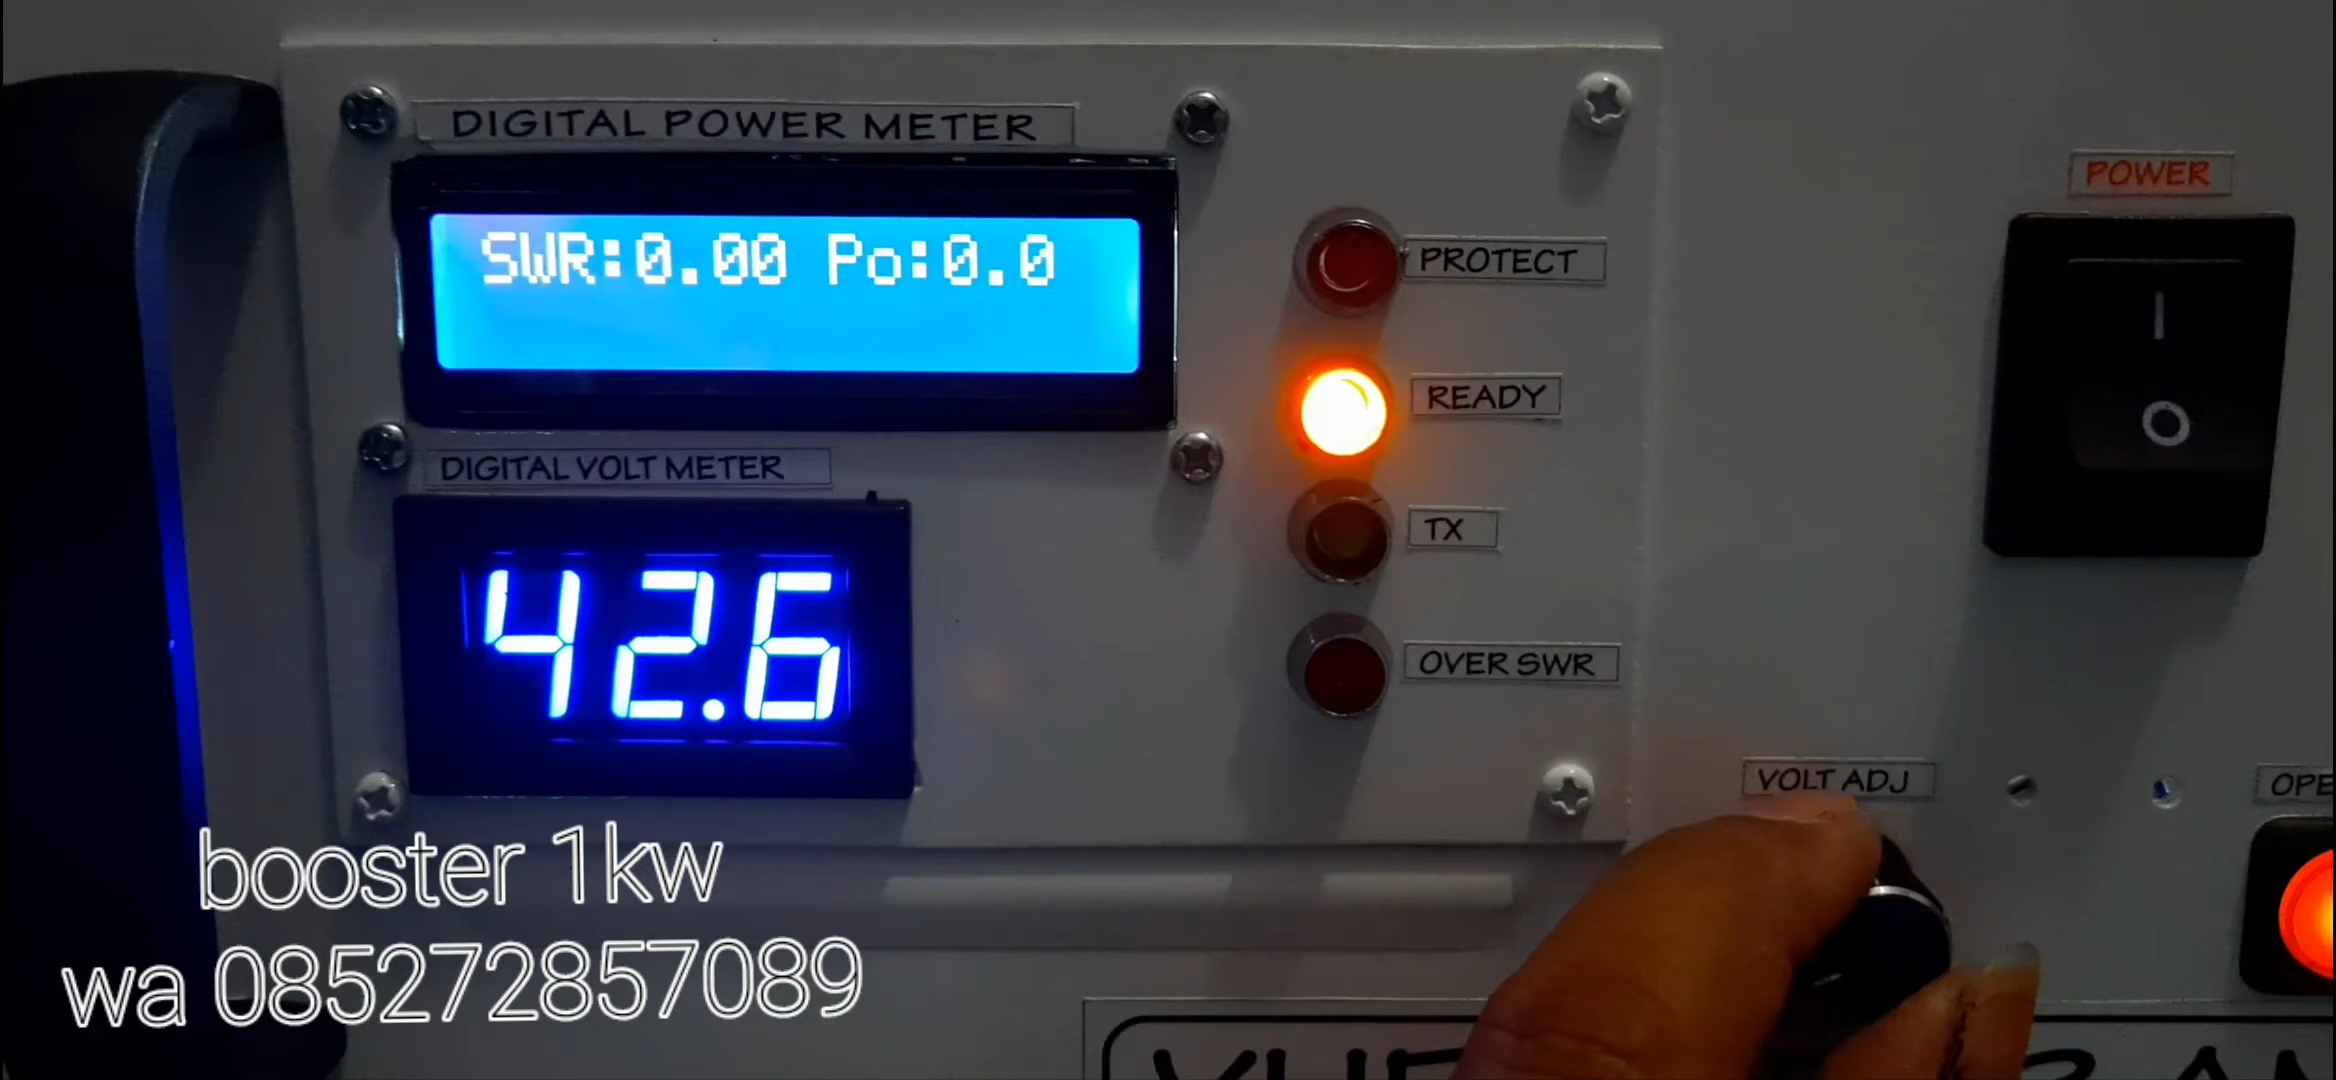 DIGITAL POWER METER
SWR:0.00 Po:0.0
DIGITAL VOLT METER
42.6
PROTECT
READY
TX
OVER SWR
POWER
VOLT ADJ
booster 1kw
wa 085272857089